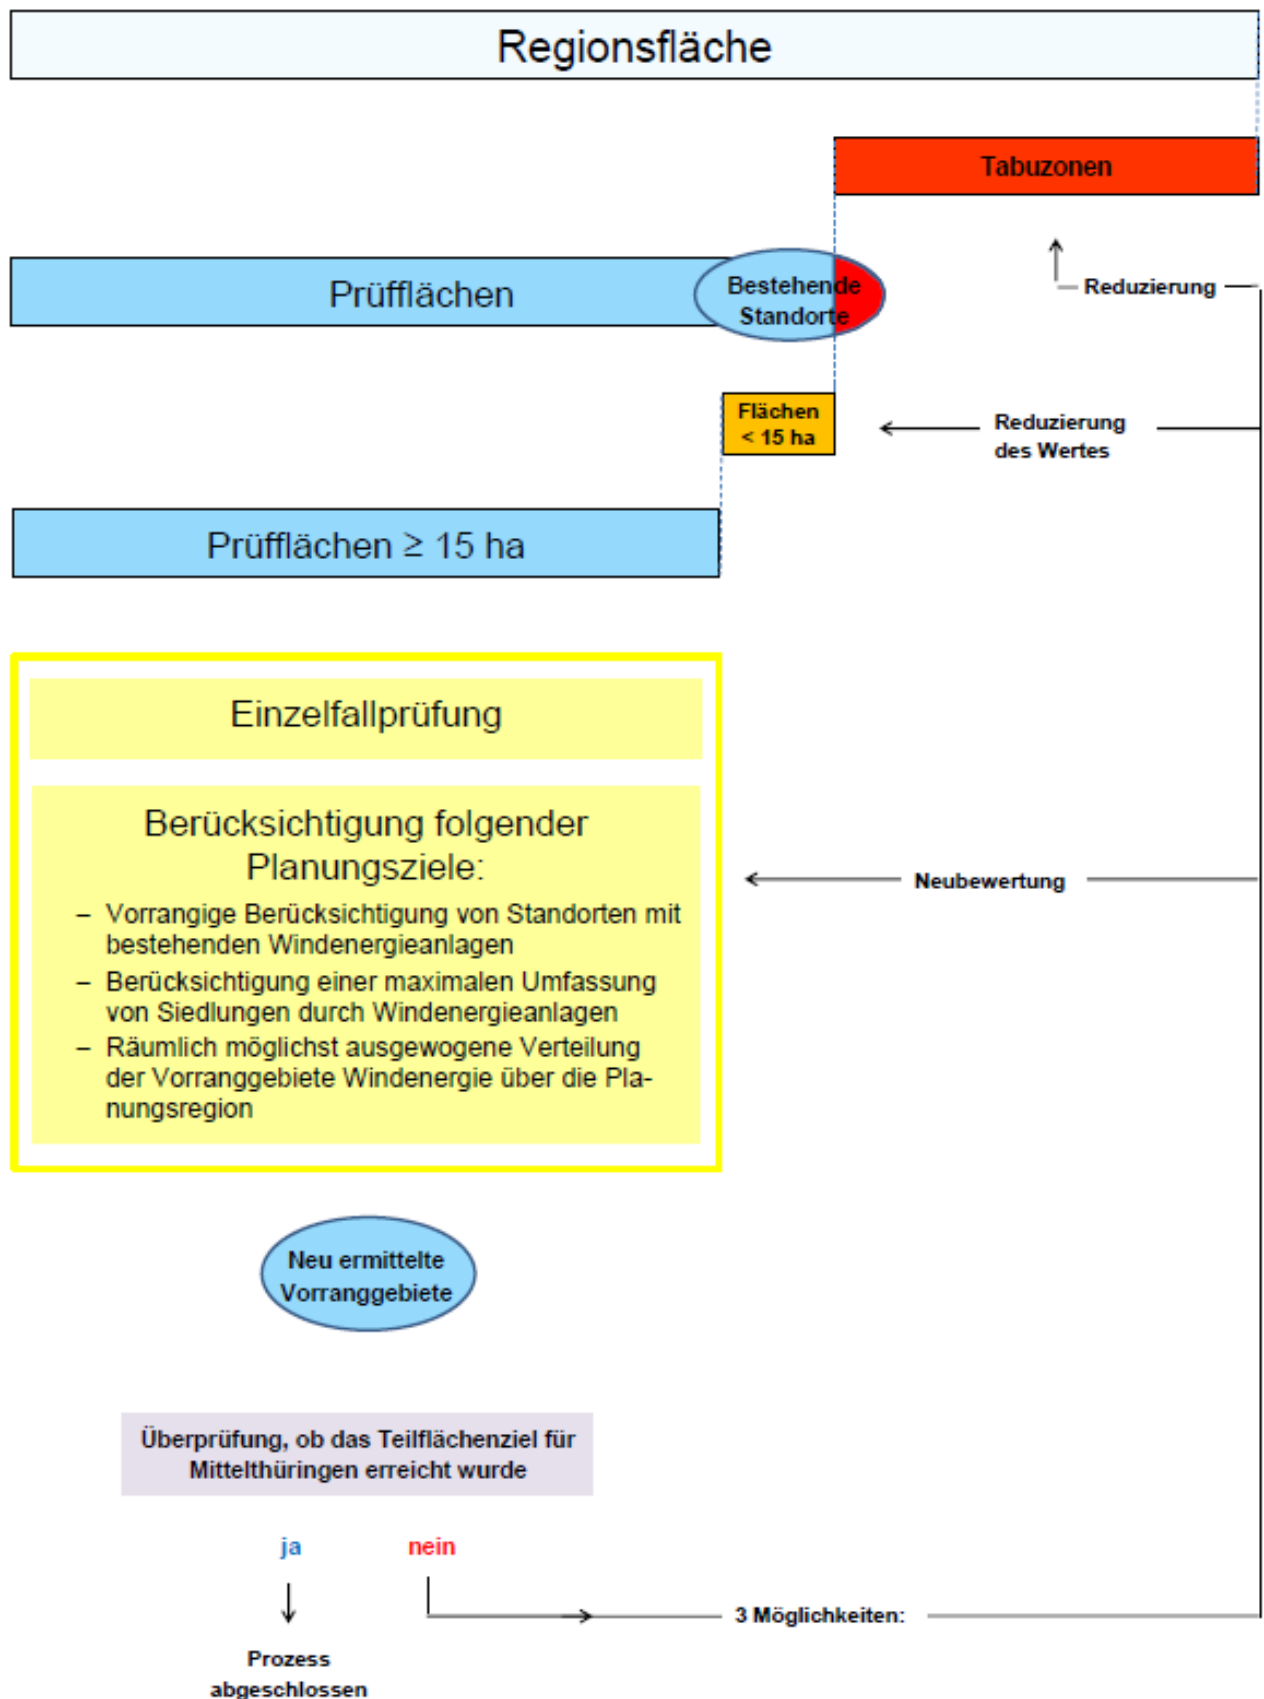 Regionsfläche
Tabuzonen
Prüfflächen
Bestehende
Standorte
Reduzierung
Flächen
< 15 ha
Reduzierung
des Wertes
Prüfflächen ≥ 15 ha
Einzelfallprüfung
Berücksichtigung folgender
Planungsziele:
– Vorrangige Berücksichtigung von Standorten mit
bestehenden Windenergieanlagen
– Berücksichtigung einer maximalen Umfassung
von Siedlungen durch Windenergieanlagen
– Räumlich möglichst ausgewogene Verteilung
der Vorranggebiete Windenergie über die Pla-
nungsregion
Neubewertung
Neu ermittelte
Vorranggebiete
Überprüfung, ob das Teilflächenziel für
Mittelthüringen erreicht wurde
ja nein
3 Möglichkeiten:
Prozess
abgeschlossen